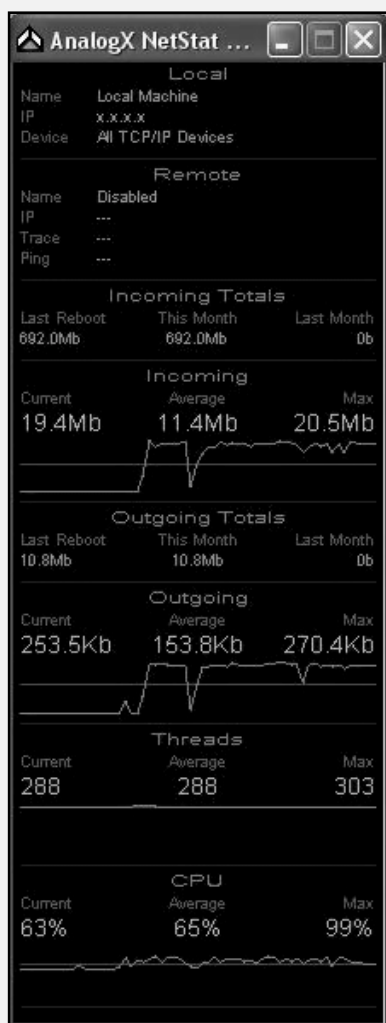 AnalogX NetStat ...
Local
Name Local Machine
IP x.x.x.x
Device All TCP/IP Devices
Remote
Name Disabled
IP ---
Trace ---
Ping ---
Incoming Totals
Last Reboot This Month Last Month
692.0Mb 692.0Mb 0b
Incoming
Current Average Max
19.4Mb 11.4Mb 20.5Mb
Outgoing Totals
Last Reboot This Month Last Month
10.8Mb 10.8Mb 0b
Outgoing
Current Average Max
253.5Kb 153.8Kb 270.4Kb
Threads
Current Average Max
288 288 303
CPU
Current Average Max
63% 65% 99%